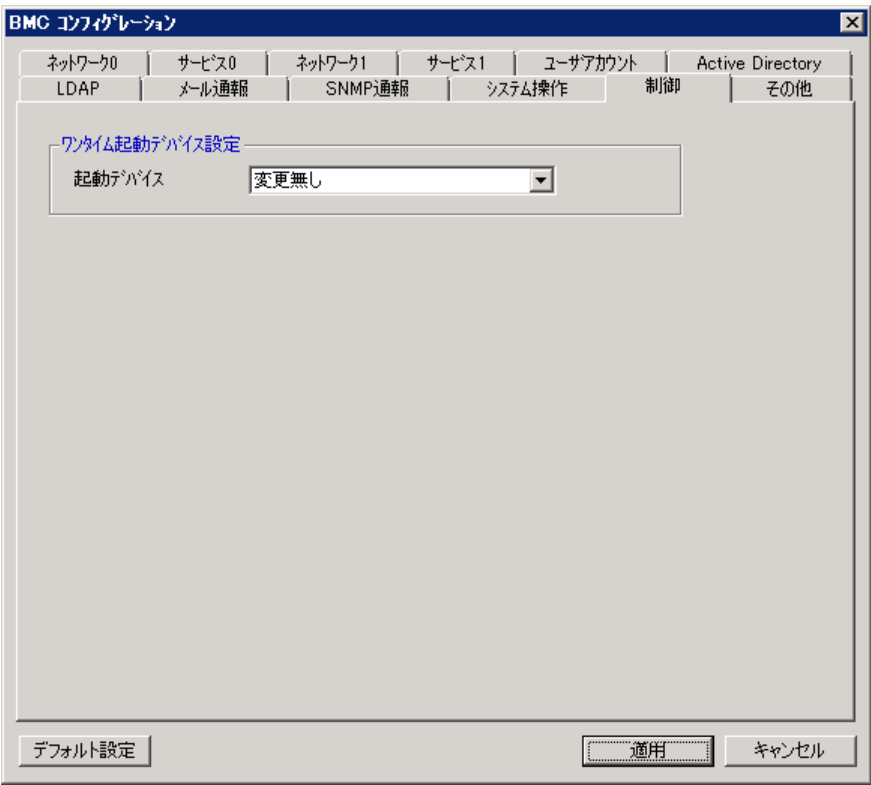 BMC コンフィグレーション
ネットワーク0 サービス0 ネットワーク1 サービス1 ユーザアカウント Active Directory
LDAP メール通報 SNMP通報 システム操作 制御 その他
ワンタイム起動デバイス設定
起動デバイス 変更無し
デフォルト設定 適用 キャンセル